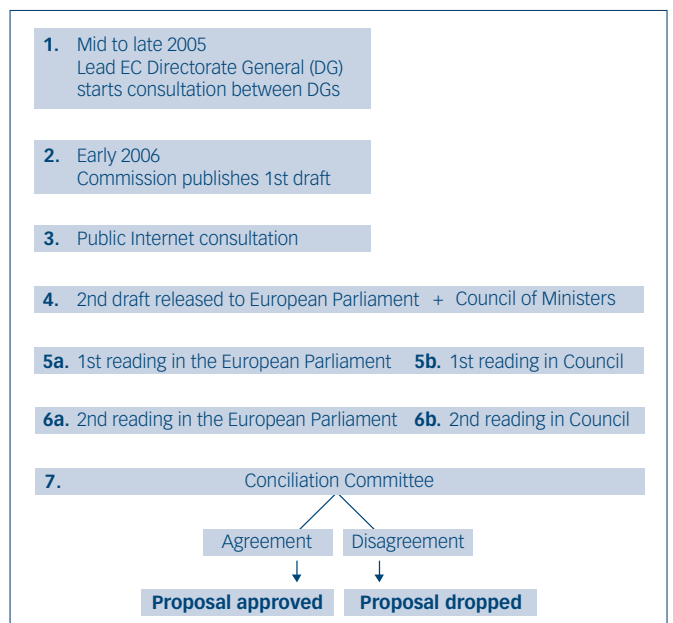 1. Mid to late 2005
Lead EC Directorate General (DG)
starts consultation between DGs
2. Early 2006
Commission publishes 1st draft
3. Public Internet consultation
4. 2nd draft released to European Parliament + Council of Ministers
5a. 1st reading in the European Parliament 5b. 1st reading in Council
6a. 2nd reading in the European Parliament 6b. 2nd reading in Council
7. Conciliation Committee
Agreement Disagreement
Proposal approved Proposal dropped